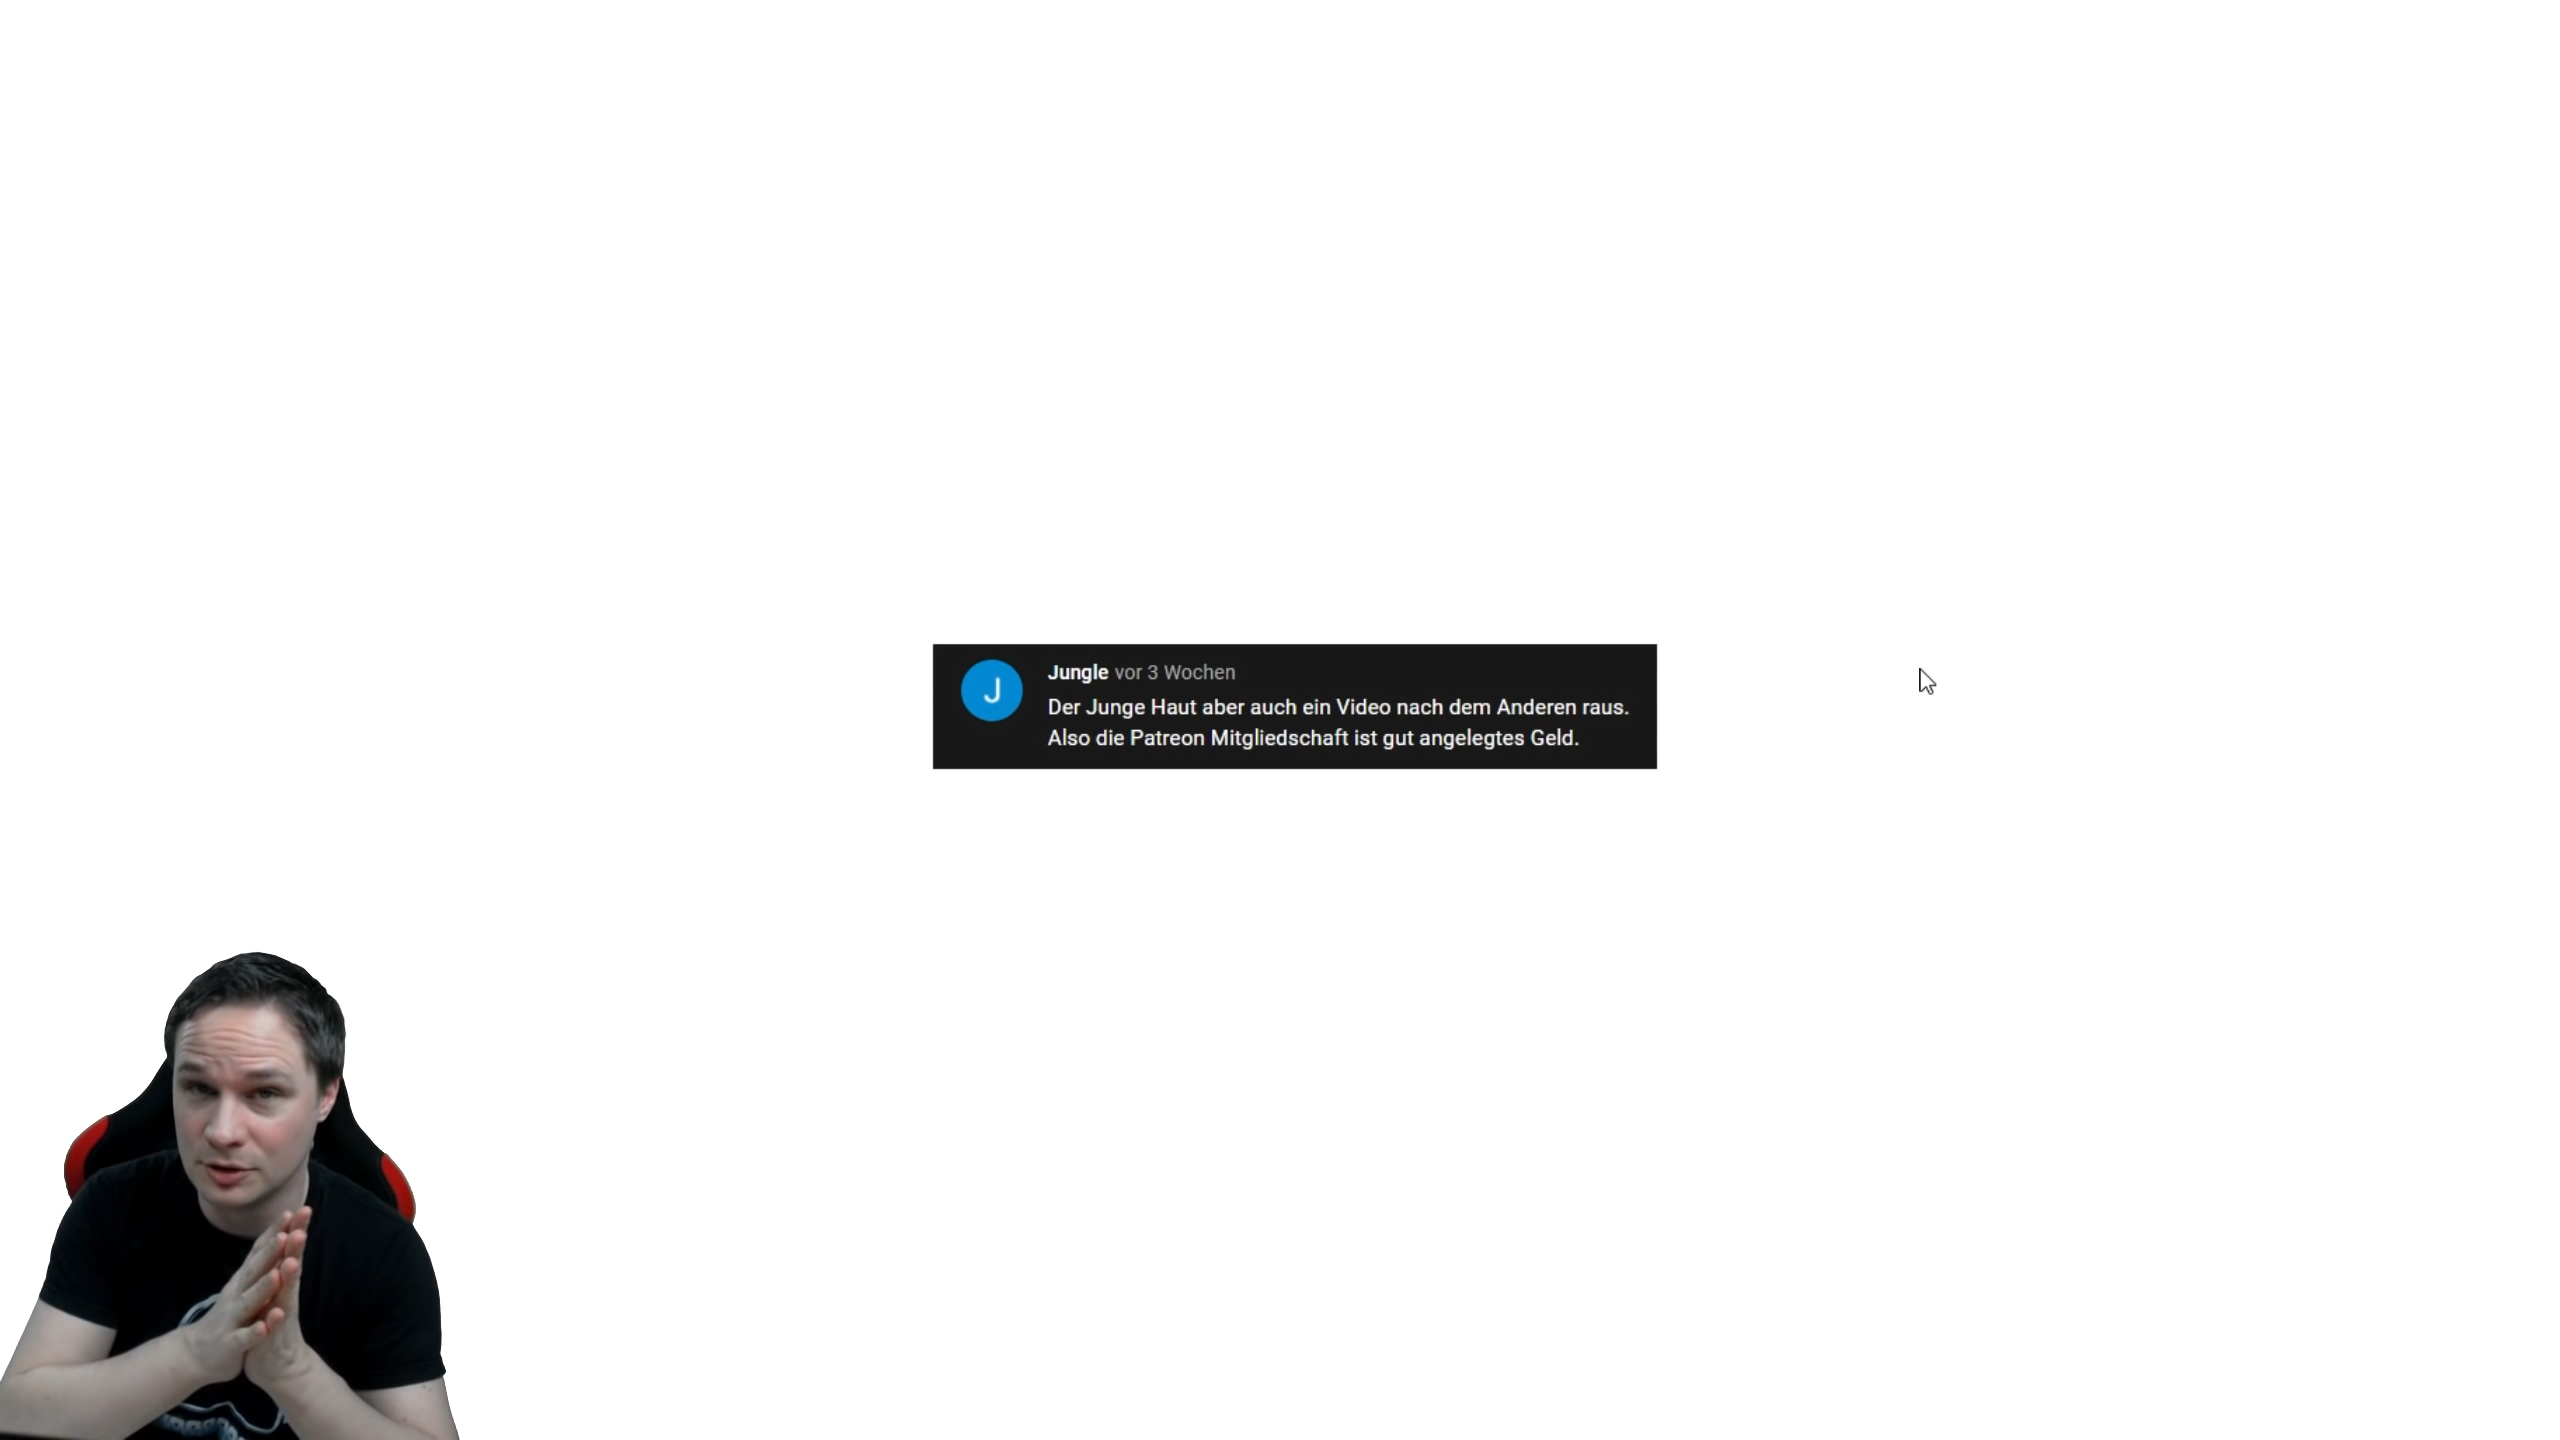 J
Jungle vor 3 Wochen
Der Junge Haut aber auch ein Video nach dem Anderen raus.
Also die Patreon Mitgliedschaft ist gut angelegtes Geld.